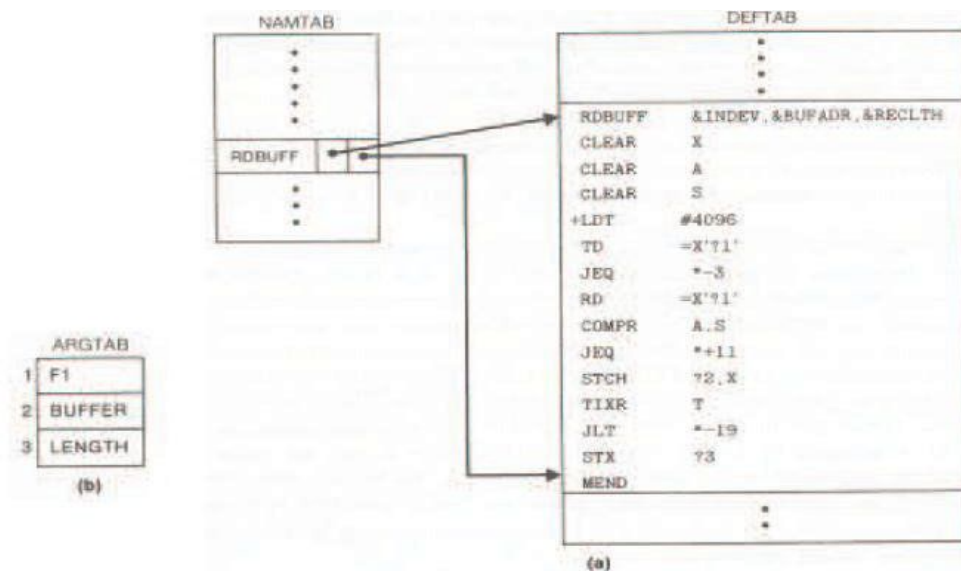 NAMTAB
RDBUFF
DEFTAB
RDBUFF &INDEV,&BUFADR,&RECLTH
CLEAR X
CLEAR A
CLEAR S
+LDT #4096
TD =X'?1'
JEQ *-3
RD =X'?1'
COMPR A,S
JEQ *+11
STCH ?2,X
TIXR T
JLT *-19
STX ?3
MEND
(a)
ARGTAB
1 F1
2 BUFFER
3 LENGTH
(b)